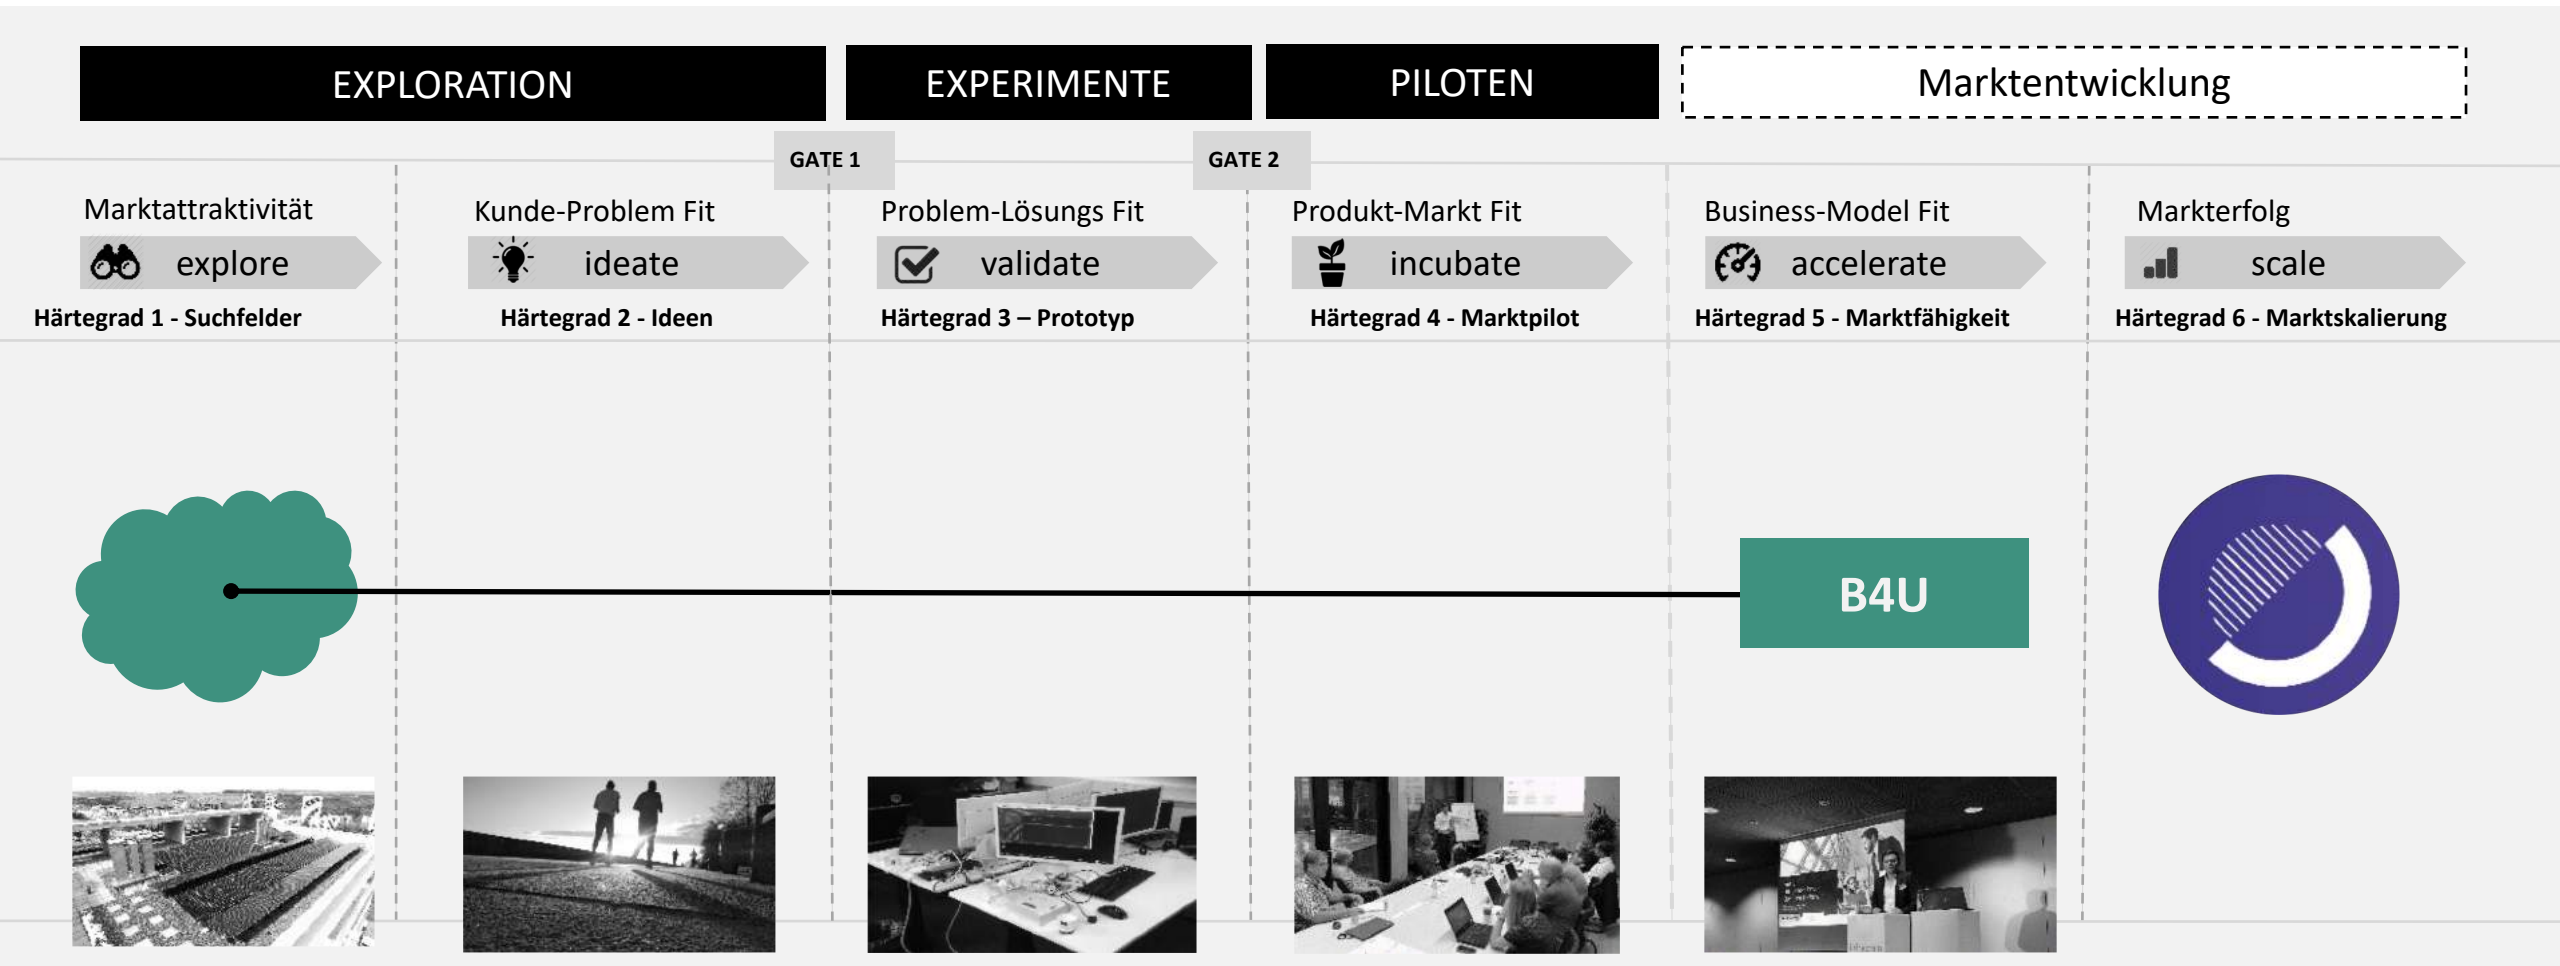 EXPLORATION
EXPERIMENTE
PILOTEN
Marktentwicklung
GATE 1
GATE 2
Marktattraktivität
Kunde-Problem Fit
Problem-Lösungs Fit
Produkt-Markt Fit
Business-Model Fit
Markterfolg
explore
ideate
validate
incubate
accelerate
scale
Härtegrad 1 - Suchfelder
Härtegrad 2 - Ideen
Härtegrad 3 – Prototyp
Härtegrad 4 - Marktpilot
Härtegrad 5 - Marktfähigkeit
Härtegrad 6 - Marktskalierung
B4U